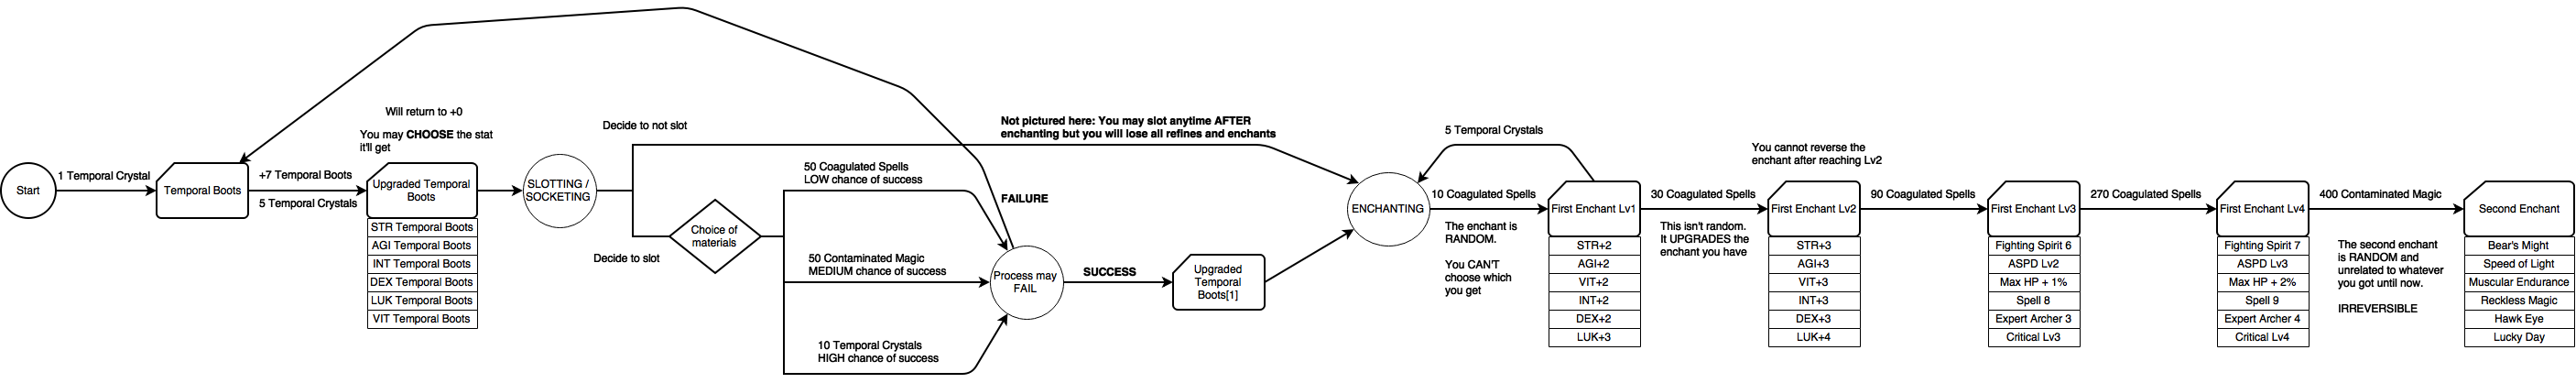 Start
1 Temporal Crystal
Temporal Boots
+7 Temporal Boots
5 Temporal Crystals
Will return to +0
You may CHOOSE the stat
it'll get
Upgraded Temporal
Boots
STR Temporal Boots
AGI Temporal Boots
INT Temporal Boots
DEX Temporal Boots
LUK Temporal Boots
VIT Temporal Boots
SLOTTING /
SOCKETING
Decide to not slot
Decide to slot
Choice of
materials
50 Coagulated Spells
LOW chance of success
50 Contaminated Magic
MEDIUM chance of success
10 Temporal Crystals
HIGH chance of success
FAILURE
Process may
FAIL
SUCCESS
Not pictured here: You may slot anytime AFTER
enchanting but you will lose all refines and enchants
Upgraded
Temporal
Boots[1]
ENCHANTING
5 Temporal Crystals
10 Coagulated Spells
The enchant is
RANDOM.
You CAN'T
choose which
you get
First Enchant Lv1
STR+2
AGI+2
VIT+2
INT+2
DEX+2
LUK+3
30 Coagulated Spells
This isn't random.
It UPGRADES the
enchant you have
You cannot reverse the
enchant after reaching Lv2
First Enchant Lv2
STR+3
AGI+3
VIT+3
INT+3
DEX+3
LUK+4
90 Coagulated Spells
First Enchant Lv3
Fighting Spirit 6
ASPD Lv2
Max HP + 1%
Spell 8
Expert Archer 3
Critical Lv3
270 Coagulated Spells
First Enchant Lv4
Fighting Spirit 7
ASPD Lv3
Max HP + 2%
Spell 9
Expert Archer 4
Critical Lv4
400 Contaminated Magic
The second enchant
is RANDOM and
unrelated to whatever
you got until now.
IRREVERSIBLE
Second Enchant
Bear's Might
Speed of Light
Muscular Endurance
Reckless Magic
Hawk Eye
Lucky Day